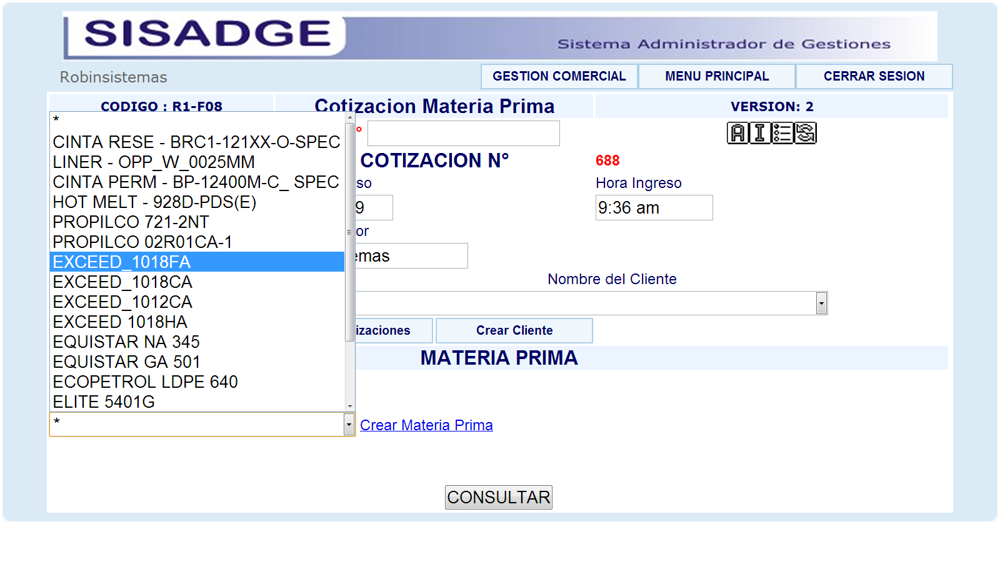 SISADGE
Sistema Administrador de Gestiones
Robinsistemas
GESTION COMERCIAL
MENU PRINCIPAL
CERRAR SESION
CODIGO : R1-F08
Cotizacion Materia Prima
VERSION: 2
*
CINTA RESE - BRC1-121XX-O-SPEC
LINER - OPP_W_0025MM
CINTA PERM - BP-12400M-C_ SPEC
HOT MELT - 928D-PDS(E)
PROPILCO 721-2NT
PROPILCO 02R01CA-1
EXCEED_1018FA
EXCEED_1018CA
EXCEED_1012CA
EXCEED 1018HA
EQUISTAR NA 345
EQUISTAR GA 501
ECOPETROL LDPE 640
ELITE 5401G
*
°
A I
COTIZACION N°
688
so
Hora Ingreso
9
9:36 am
or
emas
Nombre del Cliente
izaciones
Crear Cliente
MATERIA PRIMA
Crear Materia Prima
CONSULTAR